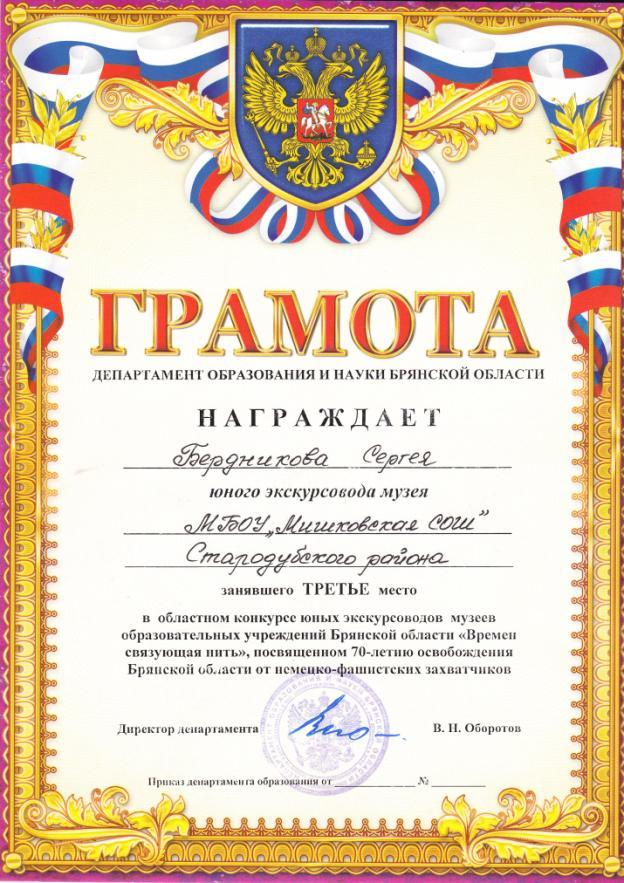 ГРАМОТА
ДЕПАРТАМЕНТ ОБРАЗОВАНИЯ И НАУКИ БРЯНСКОЙ ОБЛАСТИ
НАГРАЖДАЕТ
Бердникова Сергея
юного экскурсовода музея
МБОУ „Мишковская СОШ"
Стародубского района
занявшего ТРЕТЬЕ место
в областном конкурсе юных экскурсоводов музеев
образовательных учреждений Брянской области «Времен
связующая нить», посвященном 70-летию освобождения
Брянской области от немецко-фашистских захватчиков
Директор департамента В. Н. Оборотов
Приказ департамента образования от ____________ № ________